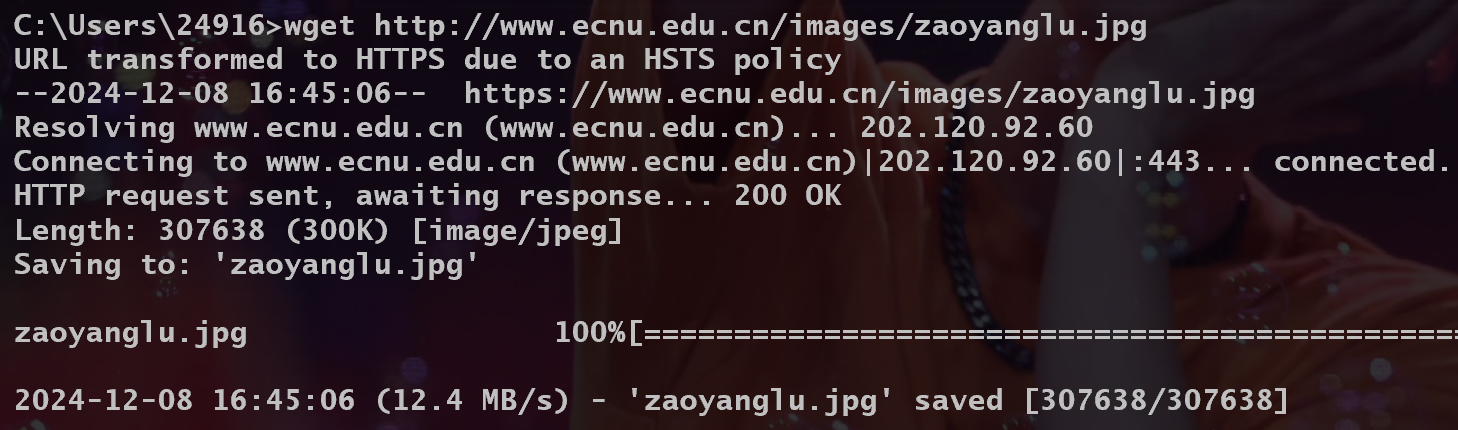 C:\Users\24916>wget http://www.ecnu.edu.cn/images/zaoyanglu.jpg
URL transformed to HTTPS due to an HSTS policy
--2024-12-08 16:45:06--  https://www.ecnu.edu.cn/images/zaoyanglu.jpg
Resolving www.ecnu.edu.cn (www.ecnu.edu.cn)... 202.120.92.60
Connecting to www.ecnu.edu.cn (www.ecnu.edu.cn)|202.120.92.60|:443... connected.
HTTP request sent, awaiting response... 200 OK
Length: 307638 (300K) [image/jpeg]
Saving to: 'zaoyanglu.jpg'
zaoyanglu.jpg                 100%[==============================================
2024-12-08 16:45:06 (12.4 MB/s) - 'zaoyanglu.jpg' saved [307638/307638]